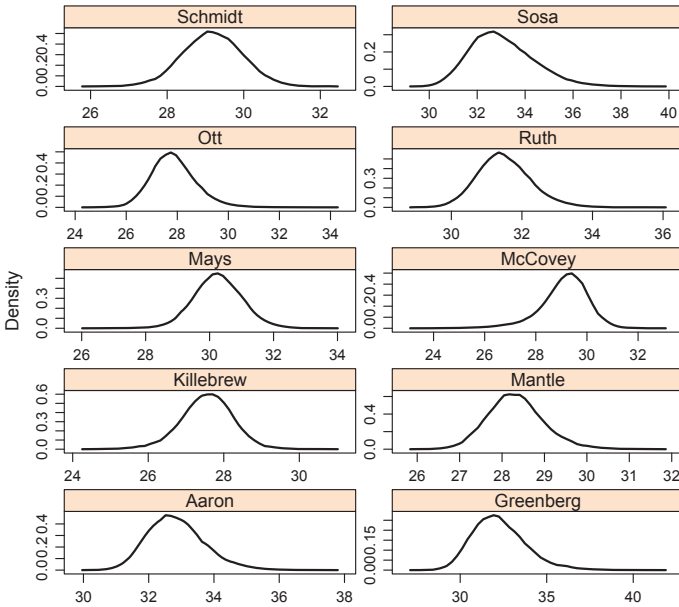 Schmidt
0.0 0.2 0.4
26 28 30 32
Sosa
0.0 0.2
30 32 34 36 38 40
Ott
0.0 0.2 0.4
24 26 28 30 32 34
Ruth
0.0 0.3
30 32 34 36
Mays
0.0 0.3
26 28 30 32 34
McCovey
0.0 0.2 0.4
24 26 28 30 32
Density
Killebrew
0.0 0.3 0.6
24 26 28 30
Mantle
0.0 0.4
26 27 28 29 30 31 32
Aaron
0.0 0.2 0.4
30 32 34 36 38
Greenberg
0.00 0.15
30 35 40